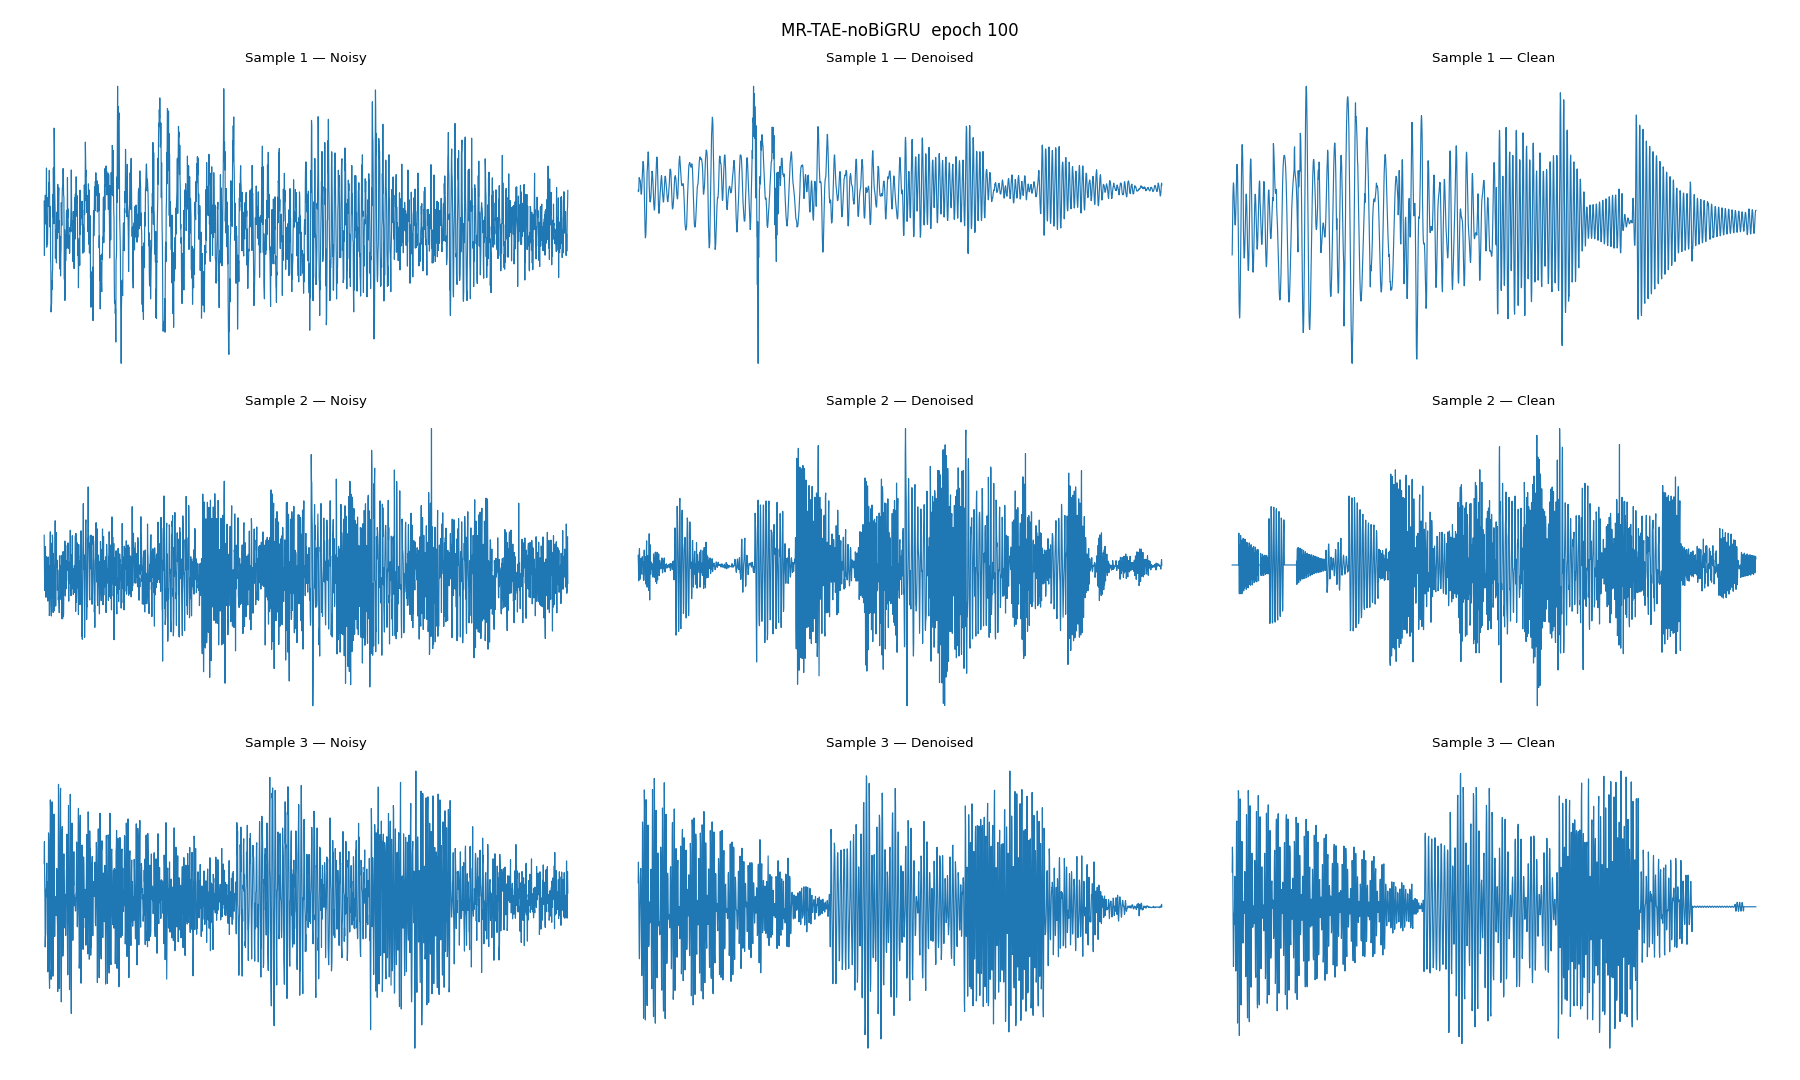 MR-TAE-noBiGRU  epoch 100
Sample 1 — Noisy
Sample 1 — Denoised
Sample 1 — Clean
Sample 2 — Noisy
Sample 2 — Denoised
Sample 2 — Clean
Sample 3 — Noisy
Sample 3 — Denoised
Sample 3 — Clean